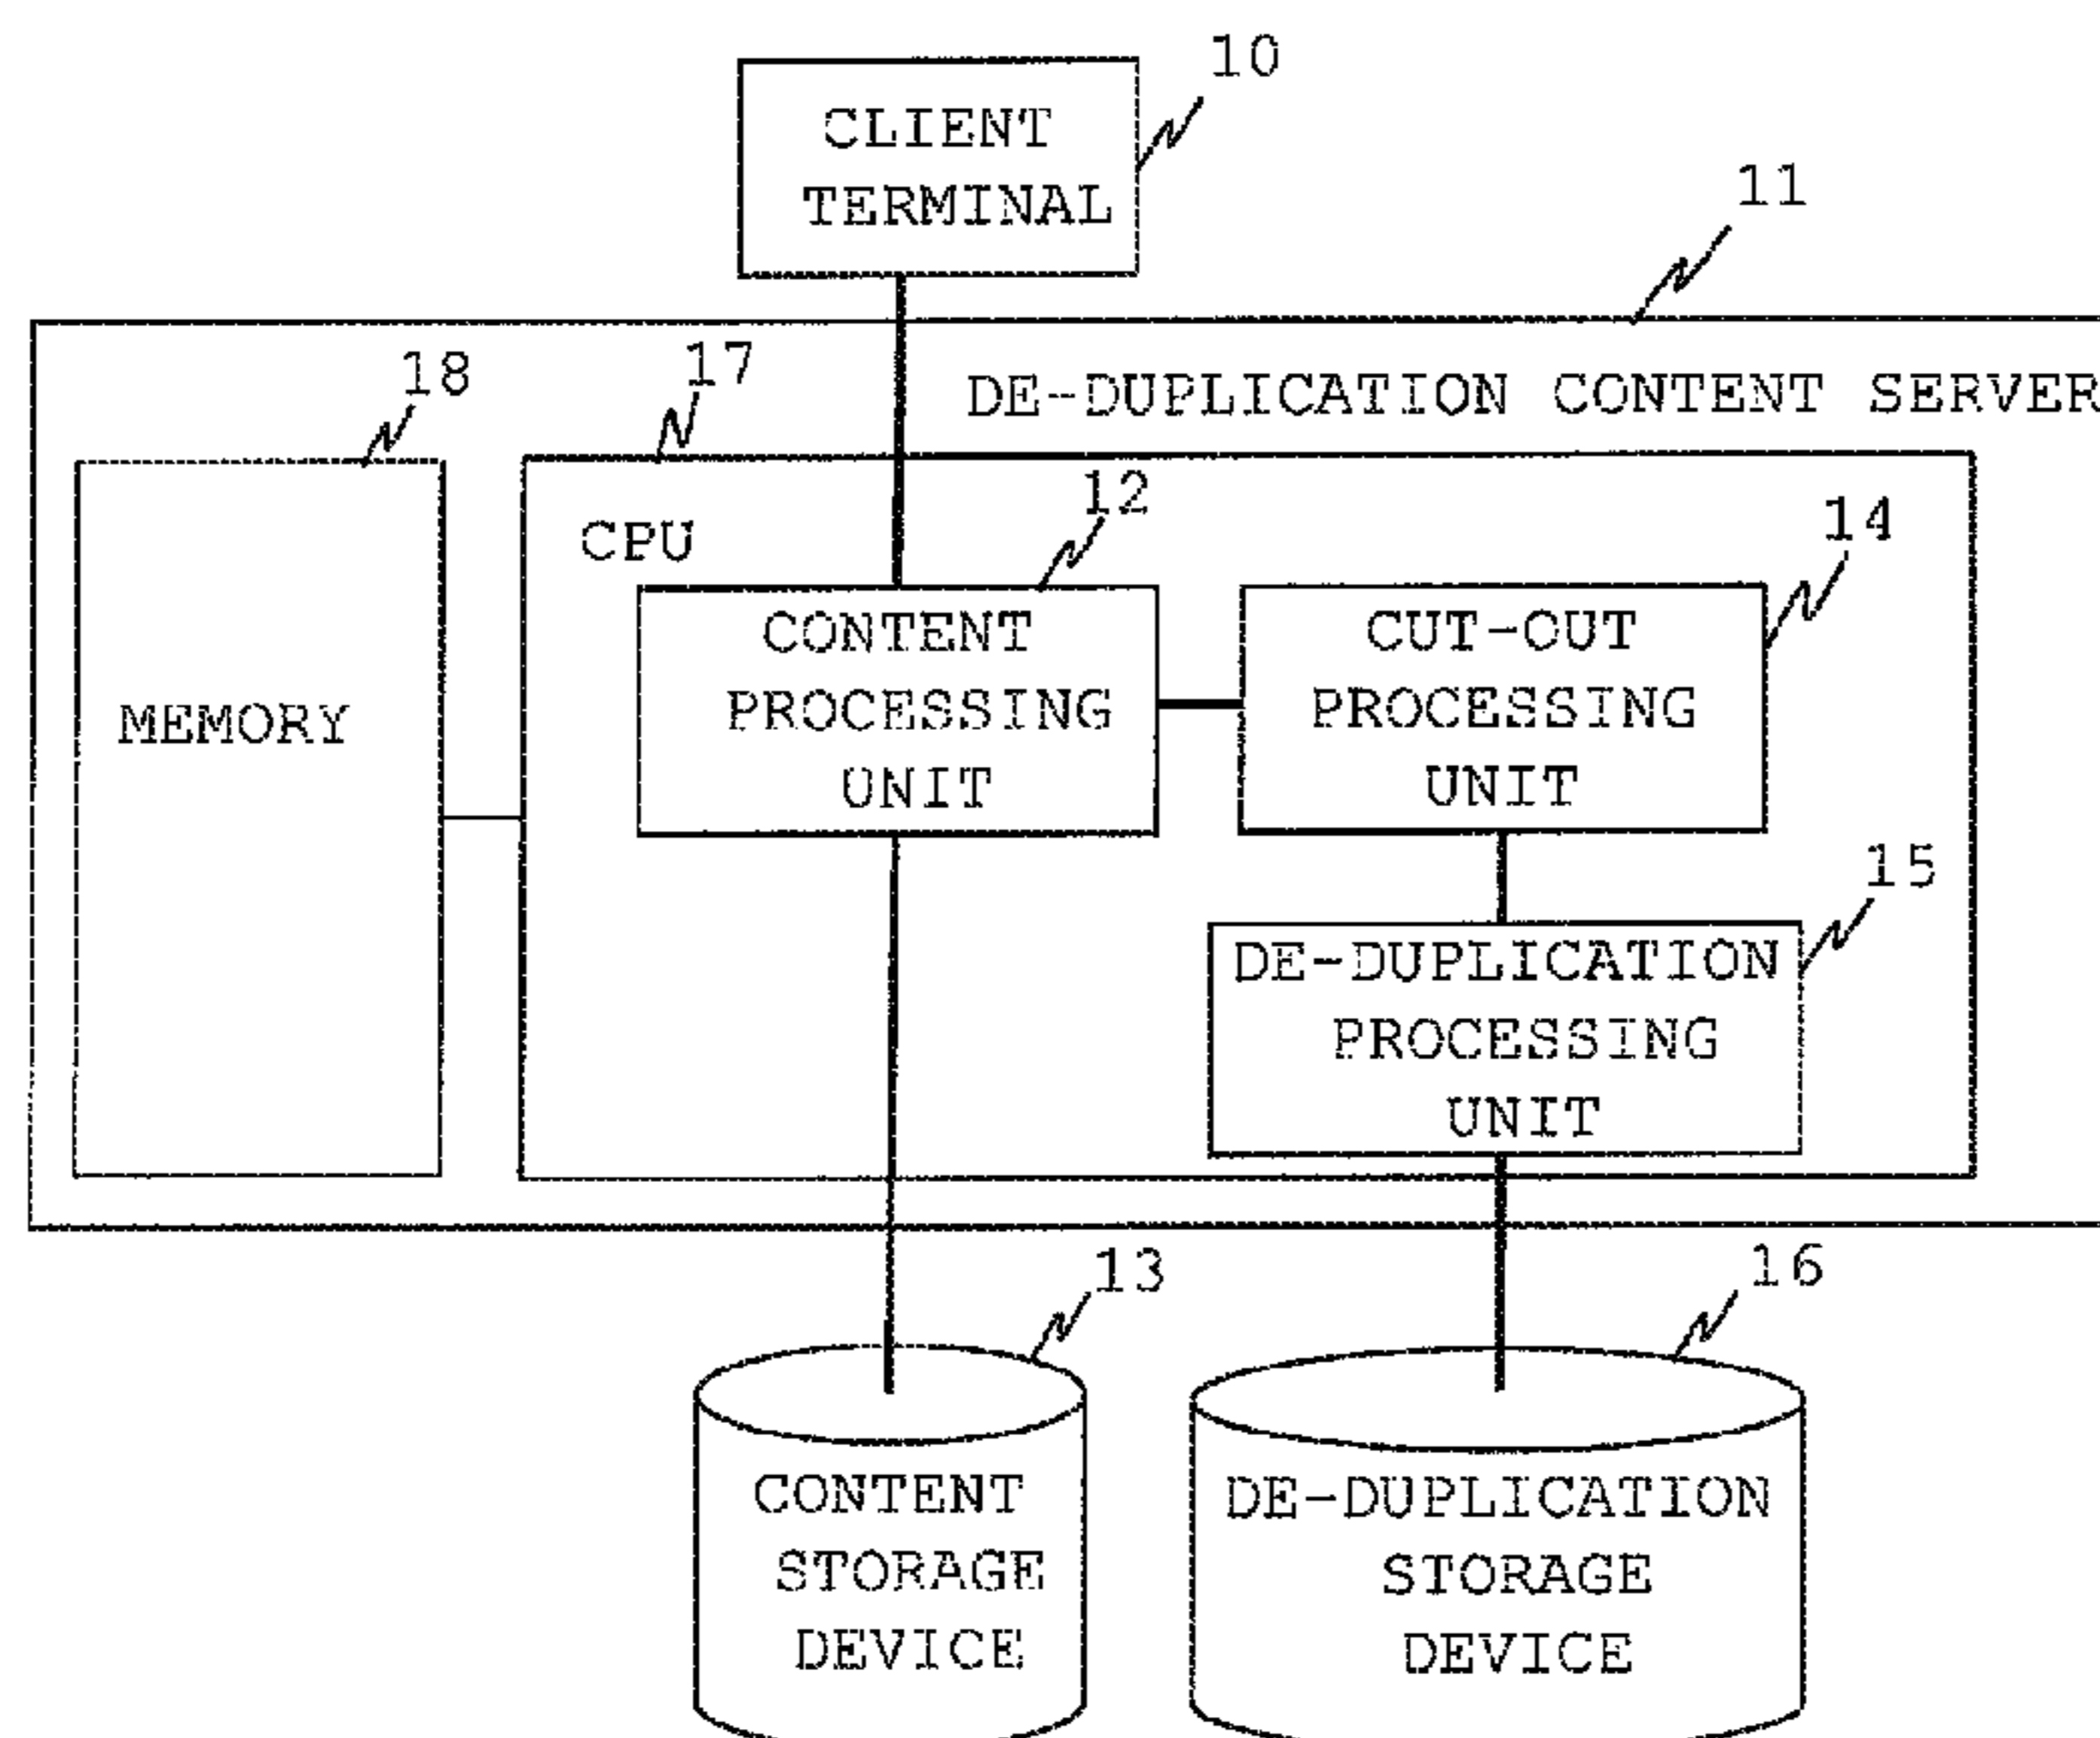 10
CLIENT
TERMINAL
11
18
17
DE-DUPLICATION CONTENT SERVER
12
14
CPU
CONTENT
PROCESSING
UNIT
CUT-OUT
PROCESSING
UNIT
MEMORY
15
DE-DUPLICATION
PROCESSING
UNIT
13
16
CONTENT
STORAGE
DEVICE
DE-DUPLICATION
STORAGE
DEVICE